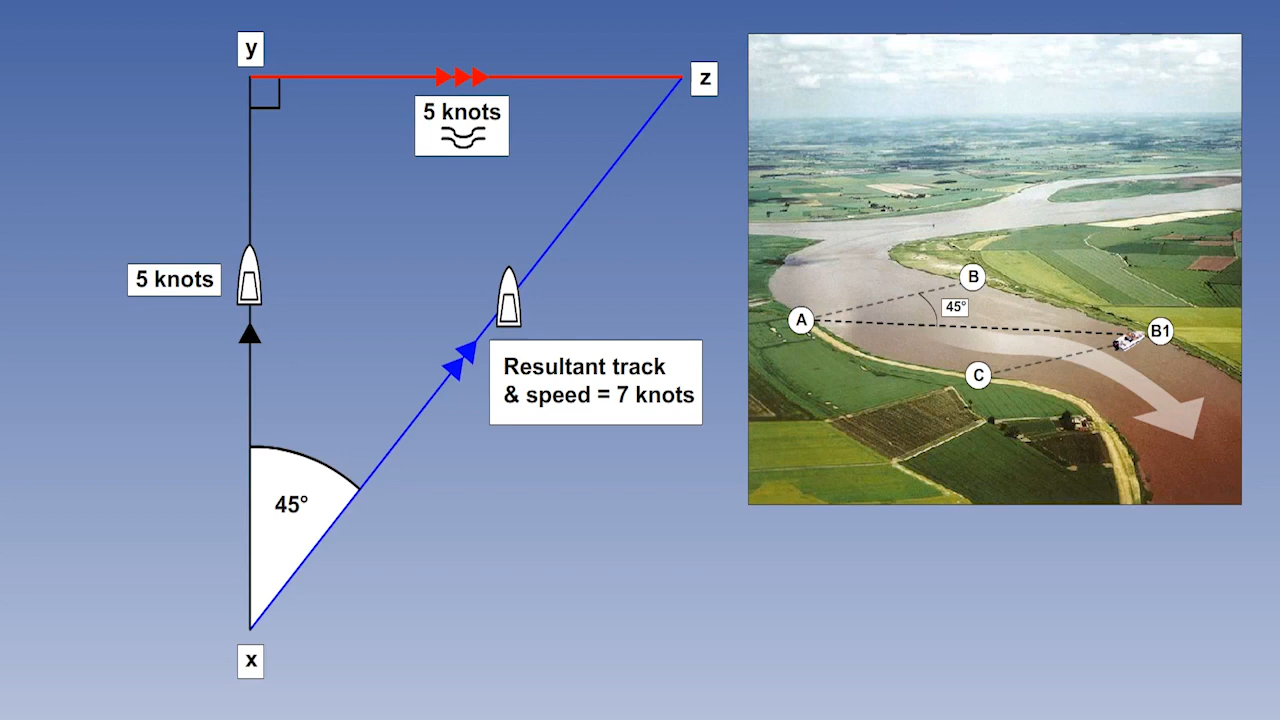 y
z
5 knots
5 knots
Resultant track
& speed = 7 knots
45°
x
A
B
45°
B1
C